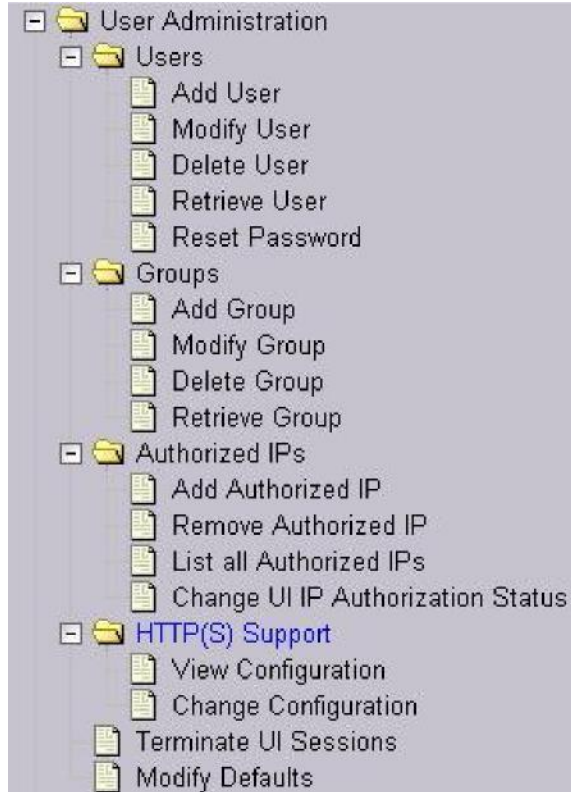 User Administration
Users
Add User
Modify User
Delete User
Retrieve User
Reset Password
Groups
Add Group
Modify Group
Delete Group
Retrieve Group
Authorized IPs
Add Authorized IP
Remove Authorized IP
List all Authorized IPs
Change UI IP Authorization Status
HTTP(S) Support
View Configuration
Change Configuration
Terminate UI Sessions
Modify Defaults